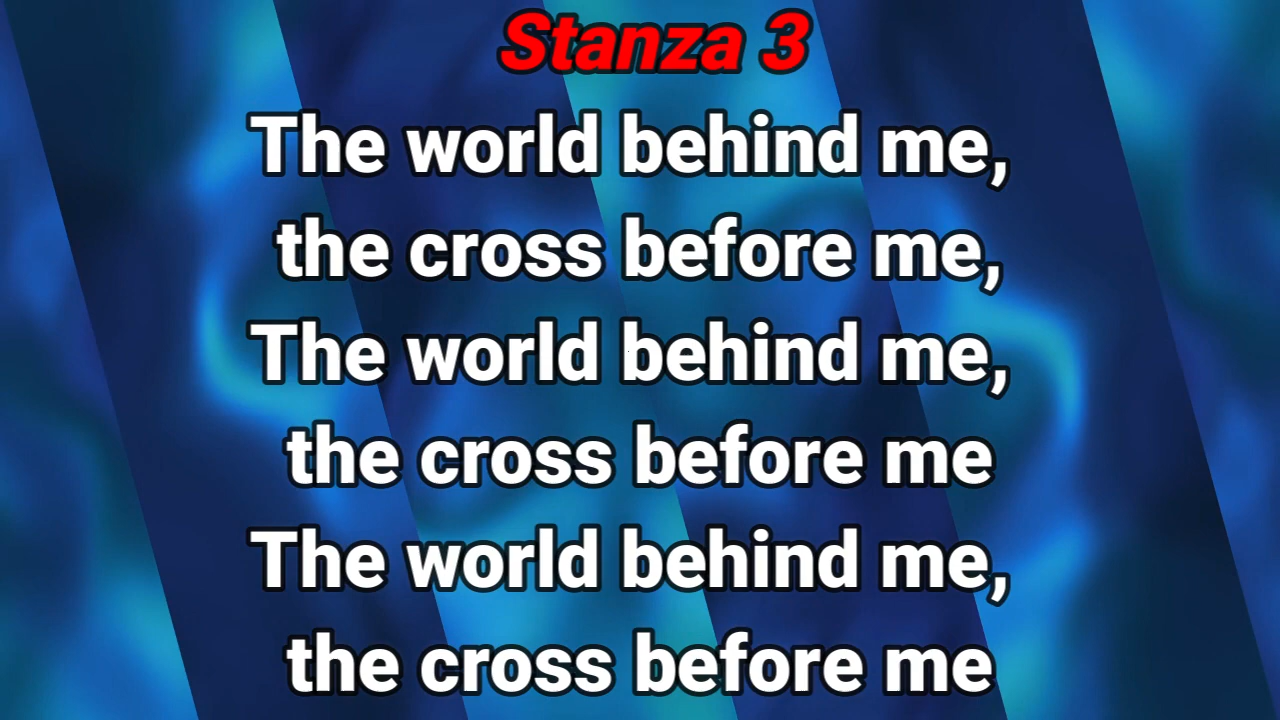 Stanza 3
The world behind me,
the cross before me,
The world behind me,
the cross before me
The world behind me,
the cross before me